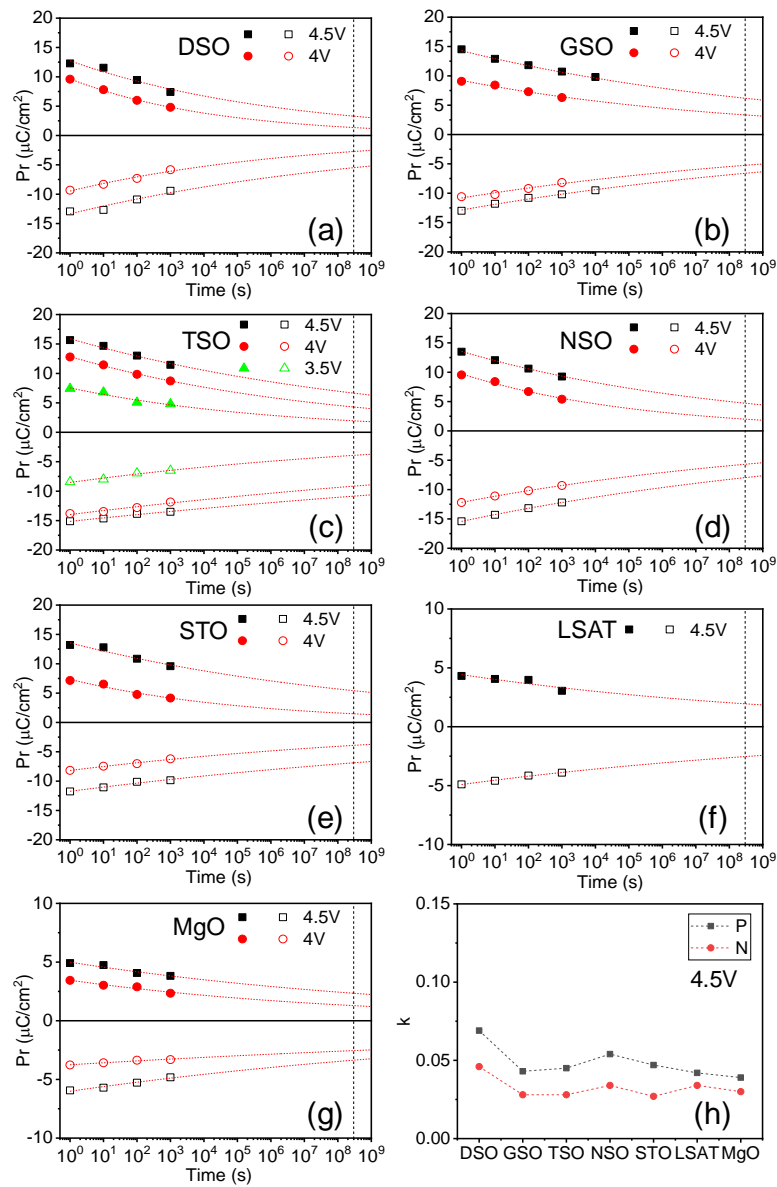 DSO
4.5V
4V
20
15
10
5
0
-5
-10
-15
-20
Pr (μC/cm²)
(a)
10⁰ 10¹ 10² 10³ 10⁴ 10⁵ 10⁶ 10⁷ 10⁸ 10⁹
Time (s)
GSO
4.5V
4V
20
15
10
5
0
-5
-10
-15
-20
Pr (μC/cm²)
(b)
10⁰ 10¹ 10² 10³ 10⁴ 10⁵ 10⁶ 10⁷ 10⁸ 10⁹
Time (s)
TSO
4.5V
4V
3.5V
20
15
10
5
0
-5
-10
-15
-20
Pr (μC/cm²)
(c)
10⁰ 10¹ 10² 10³ 10⁴ 10⁵ 10⁶ 10⁷ 10⁸ 10⁹
Time (s)
NSO
4.5V
4V
20
15
10
5
0
-5
-10
-15
-20
Pr (μC/cm²)
(d)
10⁰ 10¹ 10² 10³ 10⁴ 10⁵ 10⁶ 10⁷ 10⁸ 10⁹
Time (s)
STO
4.5V
4V
20
15
10
5
0
-5
-10
-15
-20
Pr (μC/cm²)
(e)
10⁰ 10¹ 10² 10³ 10⁴ 10⁵ 10⁶ 10⁷ 10⁸ 10⁹
Time (s)
LSAT
4.5V
10
5
0
-5
-10
Pr (μC/cm²)
(f)
10⁰ 10¹ 10² 10³ 10⁴ 10⁵ 10⁶ 10⁷ 10⁸ 10⁹
Time (s)
MgO
4.5V
4V
10
5
0
-5
-10
Pr (μC/cm²)
(g)
10⁰ 10¹ 10² 10³ 10⁴ 10⁵ 10⁶ 10⁷ 10⁸ 10⁹
Time (s)
P
N
4.5V
0.15
0.10
0.05
0.00
k
(h)
DSO GSO TSO NSO STO LSAT MgO